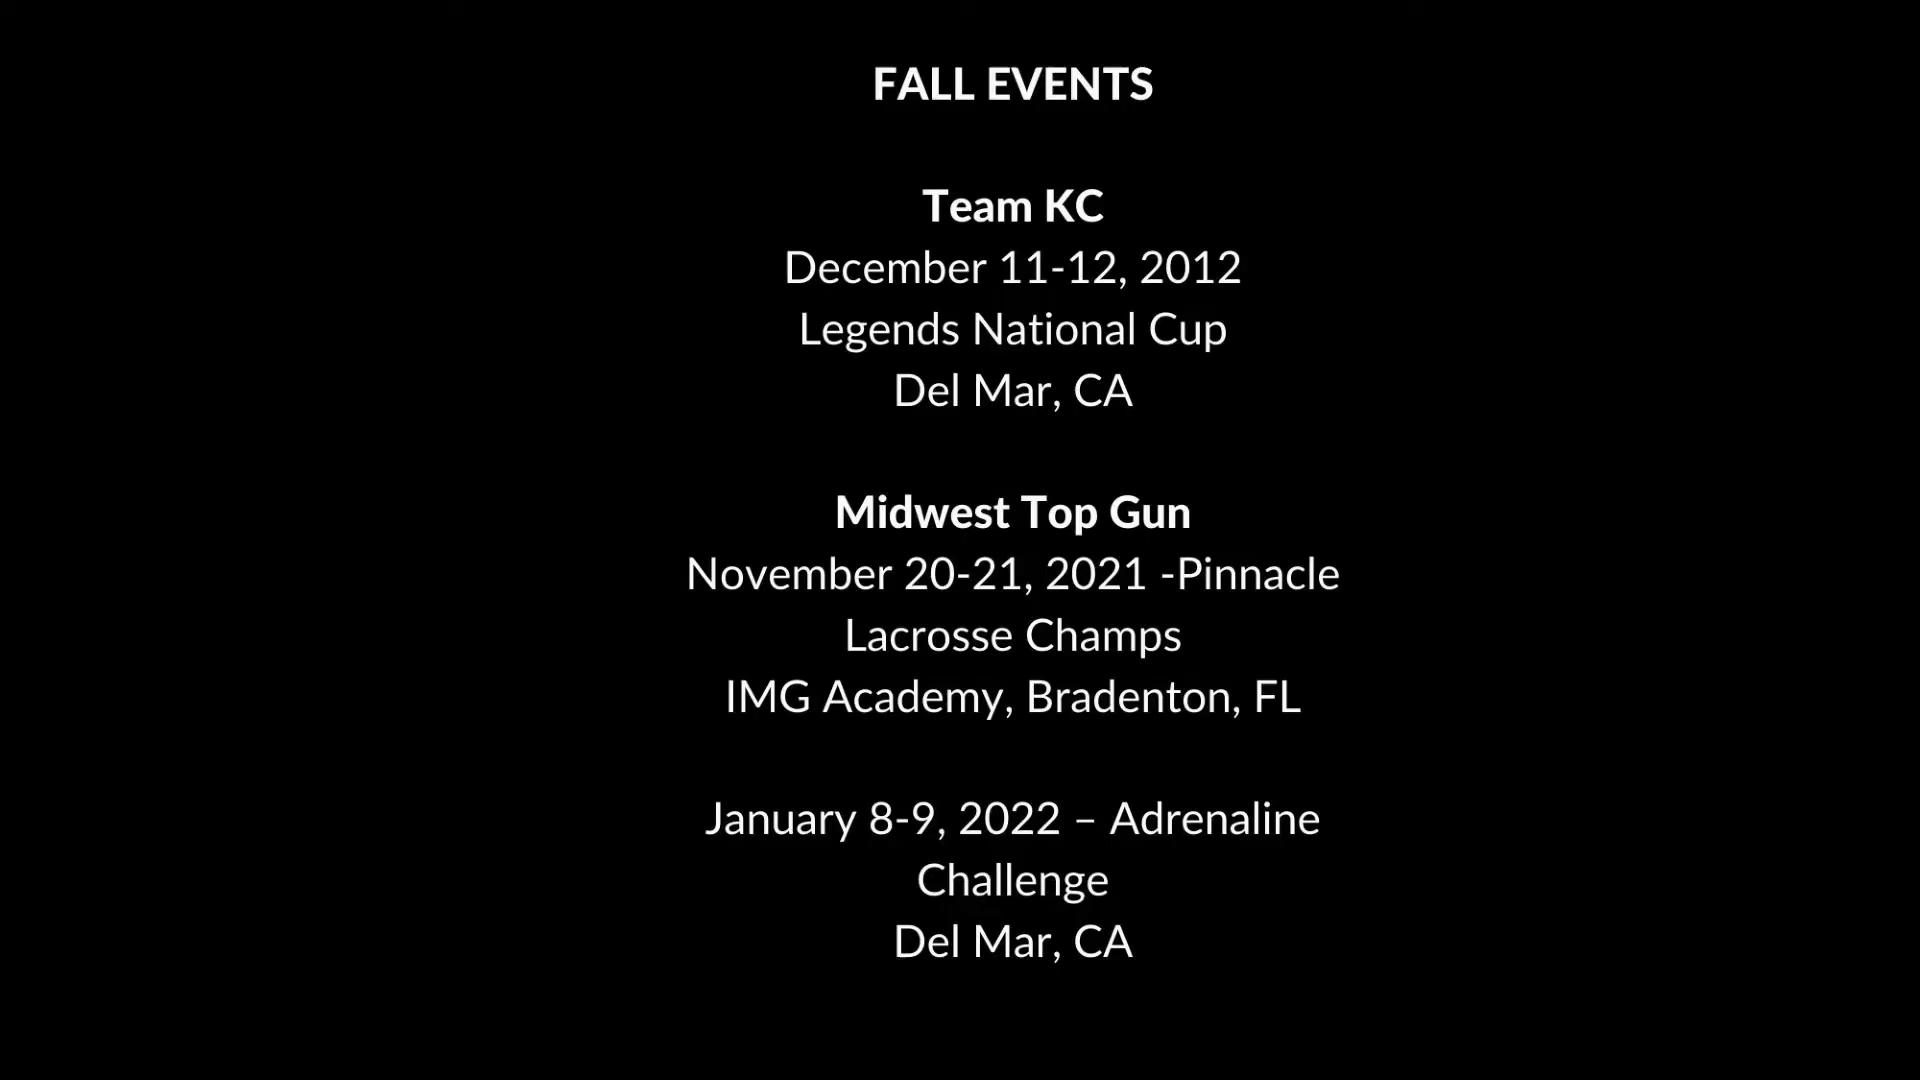 FALL EVENTS
Team KC
December 11-12, 2012
Legends National Cup
Del Mar, CA
Midwest Top Gun
November 20-21, 2021 -Pinnacle
Lacrosse Champs
IMG Academy, Bradenton, FL
January 8-9, 2022 – Adrenaline
Challenge
Del Mar, CA